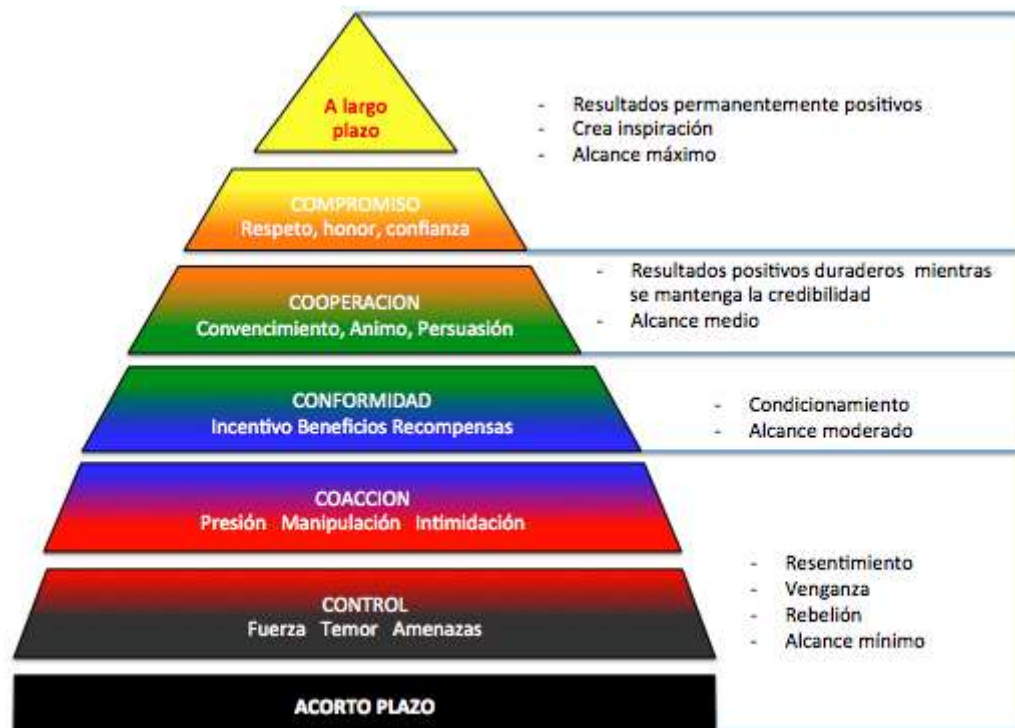 A largo
plazo
- Resultados permanentemente positivos
- Crea inspiración
- Alcance máximo
COMPROMISO
Respeto, honor, confianza
- Resultados positivos duraderos mientras
se mantenga la credibilidad
- Alcance medio
COOPERACION
Convencimiento, Animo, Persuasión
CONFORMIDAD
Incentivo Beneficios Recompensas
- Condicionamiento
- Alcance moderado
COACCION
Presión Manipulación Intimidación
- Resentimiento
- Venganza
- Rebelión
- Alcance mínimo
CONTROL
Fuerza Temor Amenazas
ACORTO PLAZO